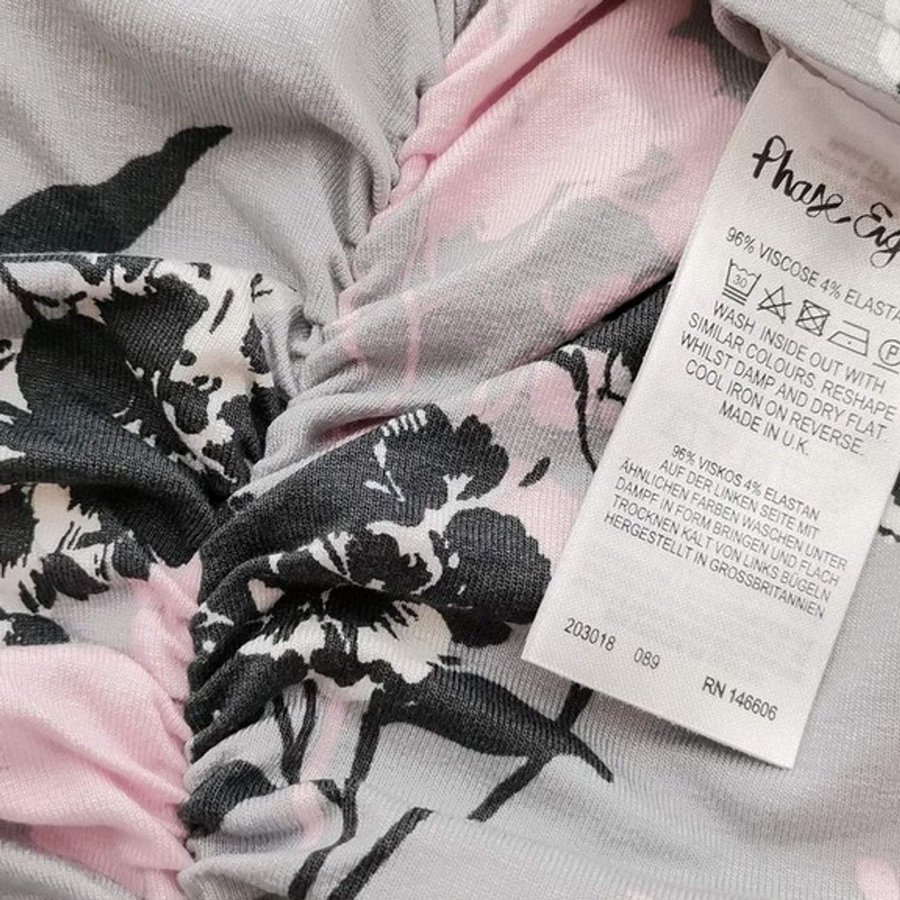 Phase Eig
96% VISCOSE 4% ELASTA
30
P
WASH INSIDE OUT WITH
SIMILAR COLOURS. RESHAPE
WHILST DAMP AND DRY FLAT.
COOL IRON ON REVERSE.
MADE IN U.K.
96% VISKOS 4% ELASTAN
AUF DER LINKEN SEITE MIT
ÄHNLICHEN FARBEN WASCHEN UNTER
DAMPF IN FORM BRINGEN UND FLACH
TROCKNEN KALT VON LINKS BÜGELN
HERGESTELLT IN GROSSBRITANNIEN
203018 089
RN 146606